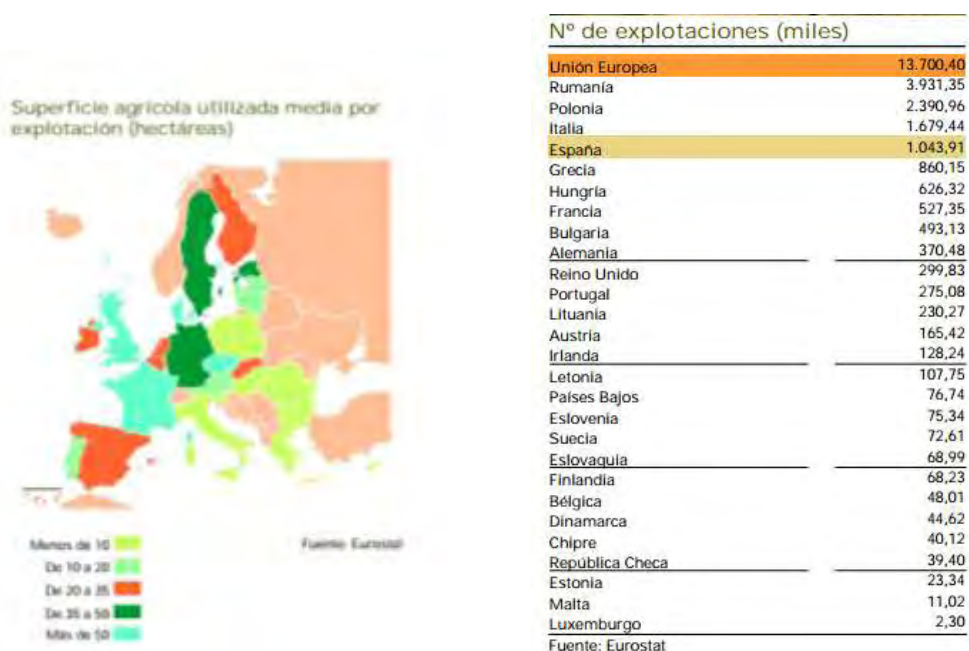 Superficie agrícola utilizada media por
explotación (hectáreas)
Menos de 10
De 10 a 20
De 20 a 35
De 35 a 50
Más de 50
Fuente: Eurostat
Nº de explotaciones (miles)
Unión Europea 13.700,40
Rumanía 3.931,35
Polonia 2.390,96
Italia 1.679,44
España 1.043,91
Grecia 860,15
Hungría 626,32
Francia 527,35
Bulgaria 493,13
Alemania 370,48
Reino Unido 299,83
Portugal 275,08
Lituania 230,27
Austria 165,42
Irlanda 128,24
Letonia 107,75
Países Bajos 76,74
Eslovenia 75,34
Suecia 72,61
Eslovaquia 68,99
Finlandia 68,23
Bélgica 48,01
Dinamarca 44,62
Chipre 40,12
República Checa 39,40
Estonia 23,34
Malta 11,02
Luxemburgo 2,30
Fuente: Eurostat